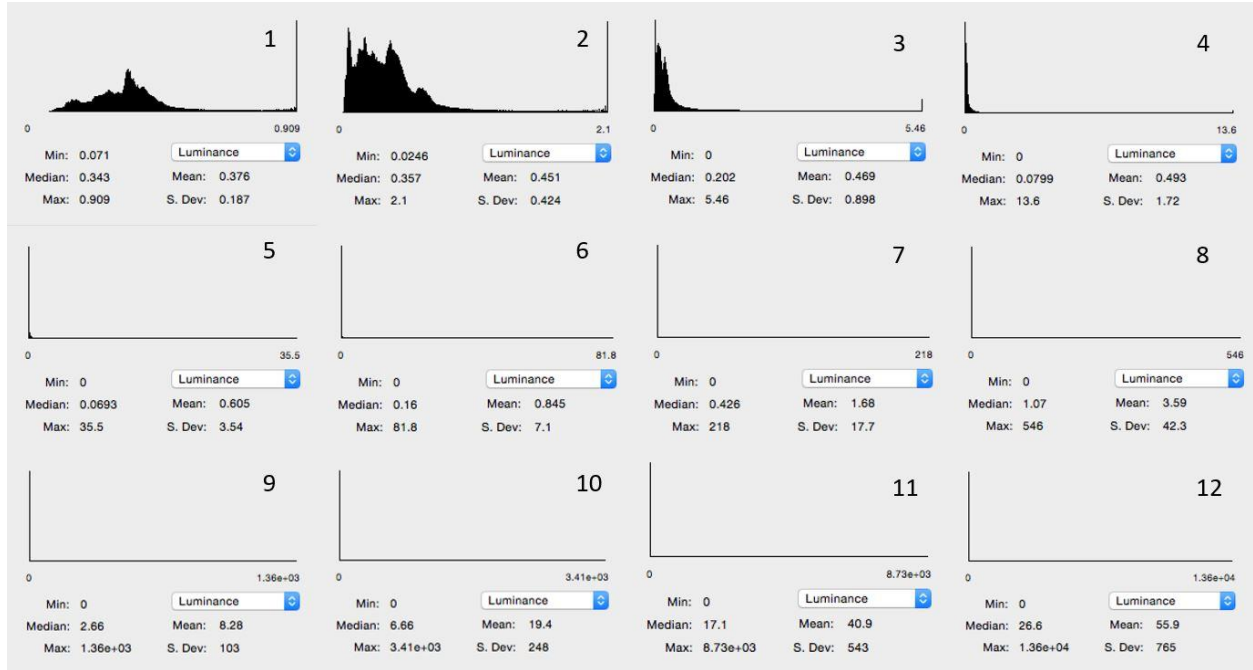 1 2 3 4
0 0.909 0 2.1 0 5.46 0 13.6
Min: 0.071 Luminance Min: 0.0246 Luminance Min: 0 Luminance Min: 0 Luminance
Median: 0.343 Mean: 0.376 Median: 0.357 Mean: 0.451 Median: 0.202 Mean: 0.469 Median: 0.0799 Mean: 0.493
Max: 0.909 S. Dev: 0.187 Max: 2.1 S. Dev: 0.424 Max: 5.46 S. Dev: 0.898 Max: 13.6 S. Dev: 1.72
5 6 7 8
0 35.5 0 81.8 0 218 0 546
Min: 0 Luminance Min: 0 Luminance Min: 0 Luminance Min: 0 Luminance
Median: 0.0693 Mean: 0.605 Median: 0.16 Mean: 0.845 Median: 0.426 Mean: 1.68 Median: 1.07 Mean: 3.59
Max: 35.5 S. Dev: 3.54 Max: 81.8 S. Dev: 7.1 Max: 218 S. Dev: 17.7 Max: 546 S. Dev: 42.3
9 10 11 12
0 1.36e+03 0 3.41e+03 0 8.73e+03 0 1.36e+04
Min: 0 Luminance Min: 0 Luminance Min: 0 Luminance Min: 0 Luminance
Median: 2.66 Mean: 8.28 Median: 6.66 Mean: 19.4 Median: 17.1 Mean: 40.9 Median: 26.6 Mean: 55.9
Max: 1.36e+03 S. Dev: 103 Max: 3.41e+03 S. Dev: 248 Max: 8.73e+03 S. Dev: 543 Max: 1.36e+04 S. Dev: 765